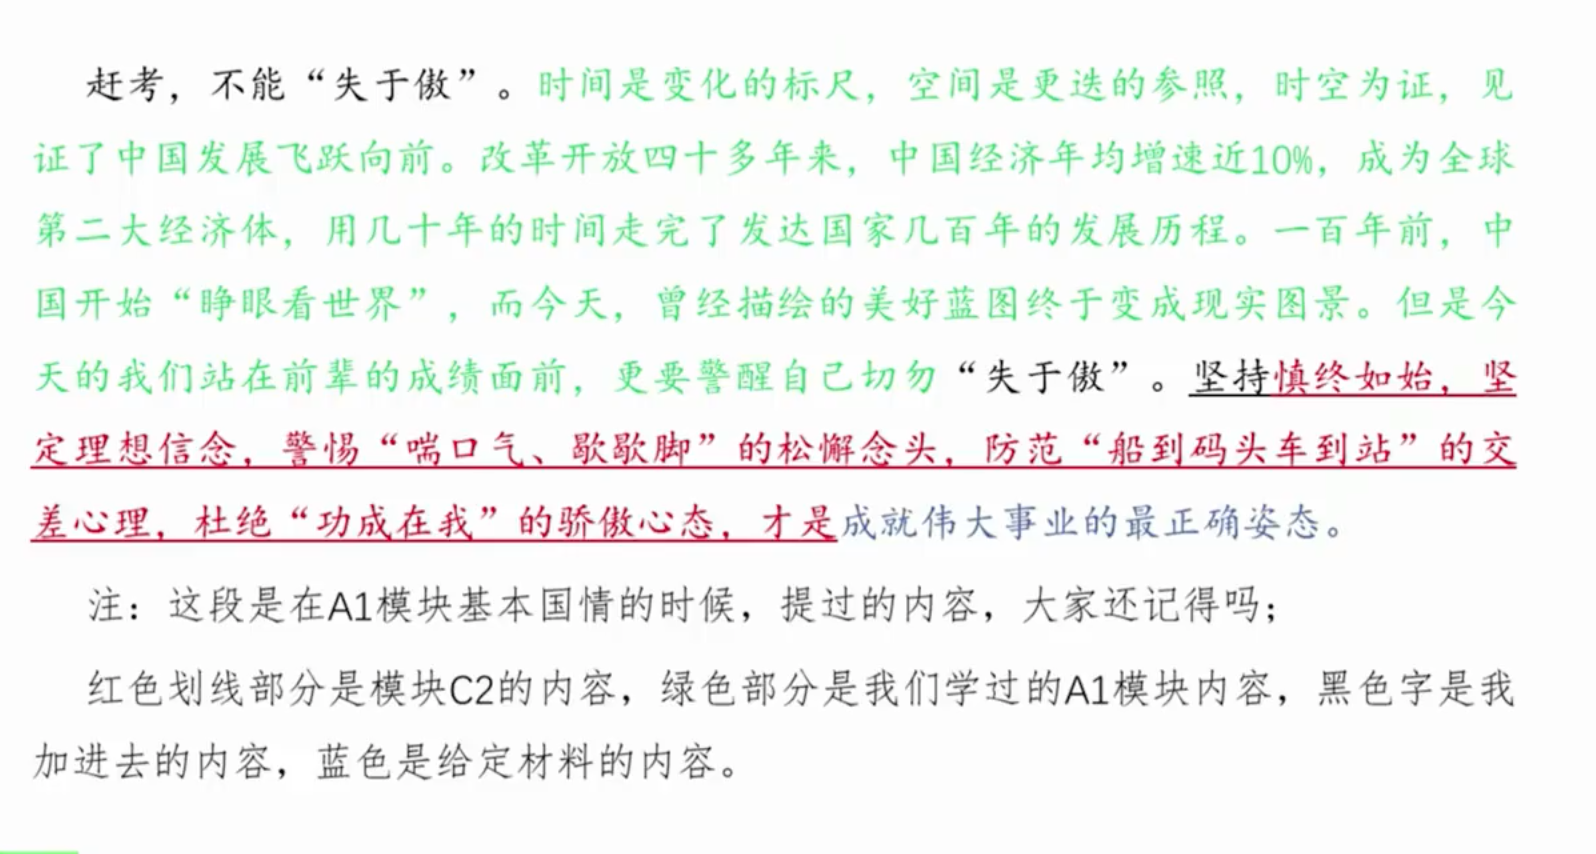 赶考，不能“失于傲”。时间是变化的标尺，空间是更迭的参照，时空为证，见
证了中国发展飞跃向前。改革开放四十多年来，中国经济年均增速近10%，成为全球
第二大经济体，用几十年的时间走完了发达国家几百年的发展历程。一百年前，中
国开始“睁眼看世界”，而今天，曾经描绘的美好蓝图终于变成现实图景。但是今
天的我们站在前辈的成绩面前，更要警醒自己切勿“失于傲”。坚持慎终如始，坚
定理想信念，警惕“喘口气、歇歇脚”的松懈念头，防范“船到码头车到站”的交
差心理，杜绝“功成在我”的骄傲心态，才是成就伟大事业的最正确姿态。
注：这段是在A1模块基本国情的时候，提过的内容，大家还记得吗；
红色划线部分是模块C2的内容，绿色部分是我们学过的A1模块内容，黑色字是我
加进去的内容，蓝色是给定材料的内容。